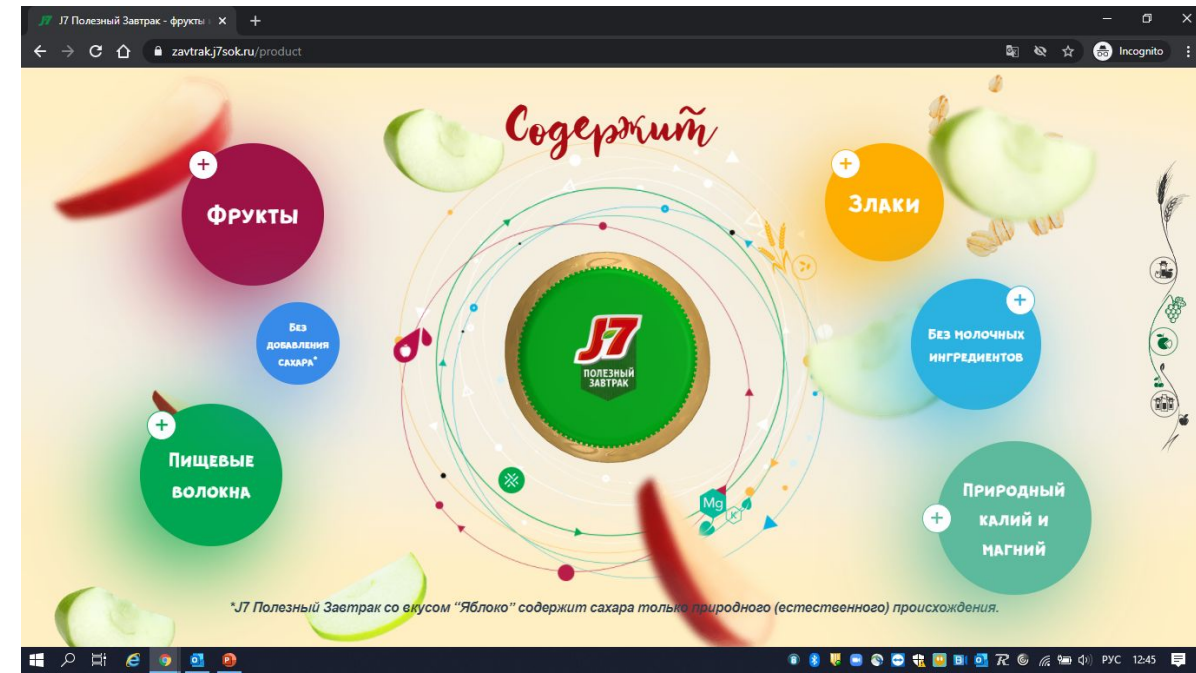 J7 Полезный Завтрак - фрукты
zavtrak.j7sok.ru/product
Incognito
Содержит
Фрукты
Злаки
Без
добавления
сахара*
J7
ПОЛЕЗНЫЙ
ЗАВТРАК
Без молочных
ингредиентов
Пищевые
волокна
Mg
K
Природный
калий и
магний
*J7 Полезный Завтрак со вкусом "Яблоко" содержит сахара только природного (естественного) происхождения.
РУС
12:45